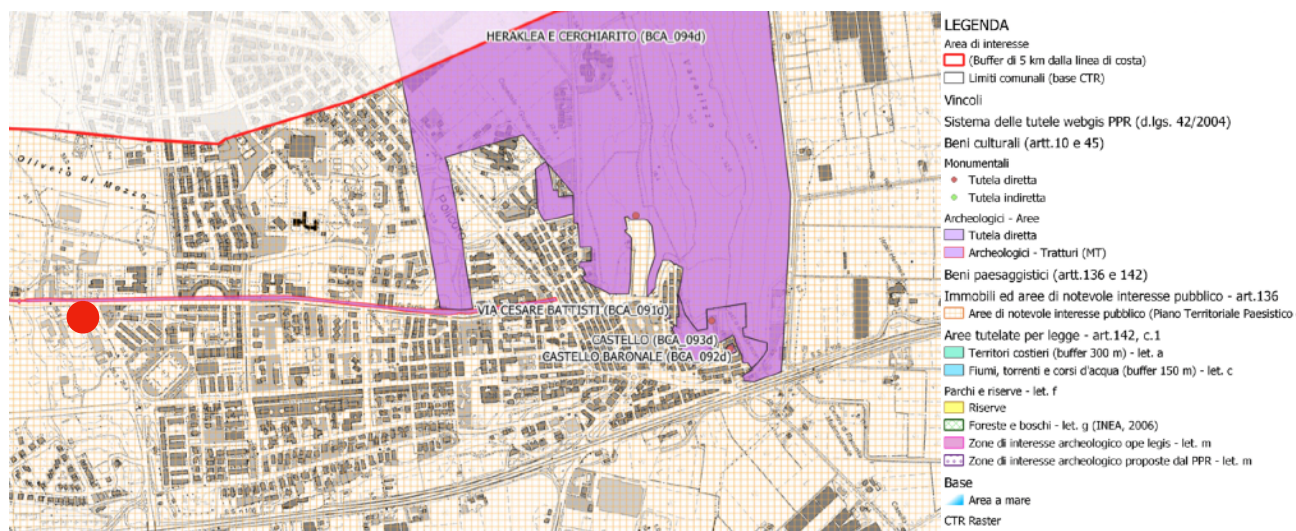 HERAKLEA E CERCHIARITO (BCA_094d)
Varatizzo
Oliveto di Mozzo
VIA CESARE BATTISTI (BCA_091d)
CASTELLO (BCA_093d)
CASTELLO BARONALE (BCA_092d)
LEGENDA
Area di interesse
(Buffer di 5 km dalla linea di costa)
Limiti comunali (base CTR)
Vincoli
Sistema delle tutele webgis PPR (d.lgs. 42/2004)
Beni culturali (artt.10 e 45)
Monumentali
Tutela diretta
Tutela indiretta
Archeologici - Aree
Tutela diretta
Archeologici - Tratturi (MT)
Beni paesaggistici (artt.136 e 142)
Immobili ed aree di notevole interesse pubblico - art.136
Aree di notevole interesse pubblico (Piano Territoriale Paesistico
Aree tutelate per legge - art.142, c.1
Territori costieri (buffer 300 m) - let. a
Fiumi, torrenti e corsi d'acqua (buffer 150 m) - let. c
Parchi e riserve - let. f
Riserve
Foreste e boschi - let. g (INEA, 2006)
Zone di interesse archeologico ope legis - let. m
Zone di interesse archeologico proposte dal PPR - let. m
Base
Area a mare
CTR Raster